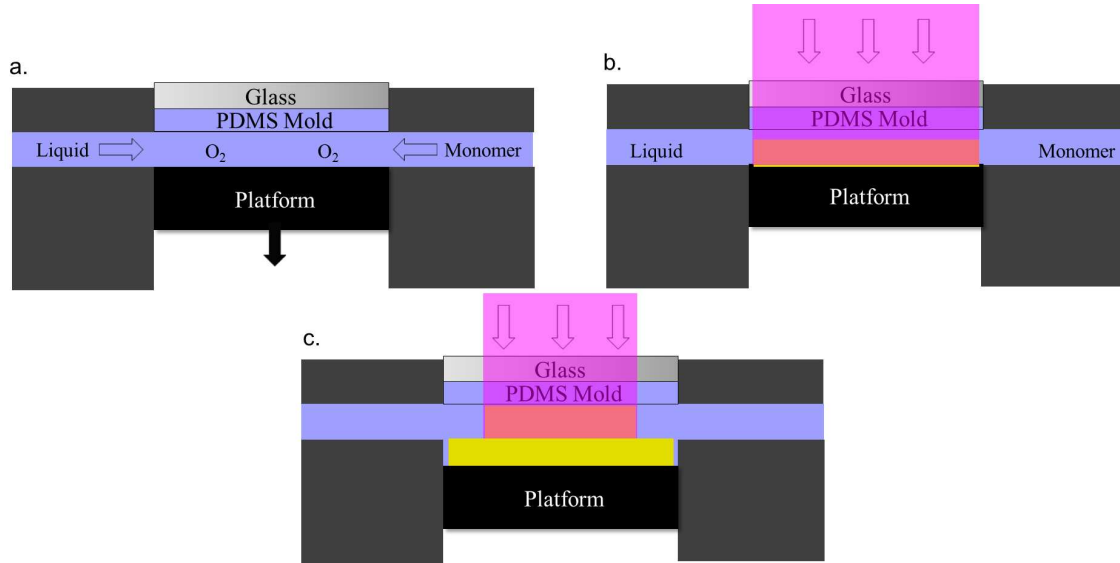 a.
Glass
PDMS Mold
Liquid O₂ O₂ Monomer
Platform
b.
Glass
PDMS Mold
Liquid Monomer
Platform
c.
Glass
PDMS Mold
Platform